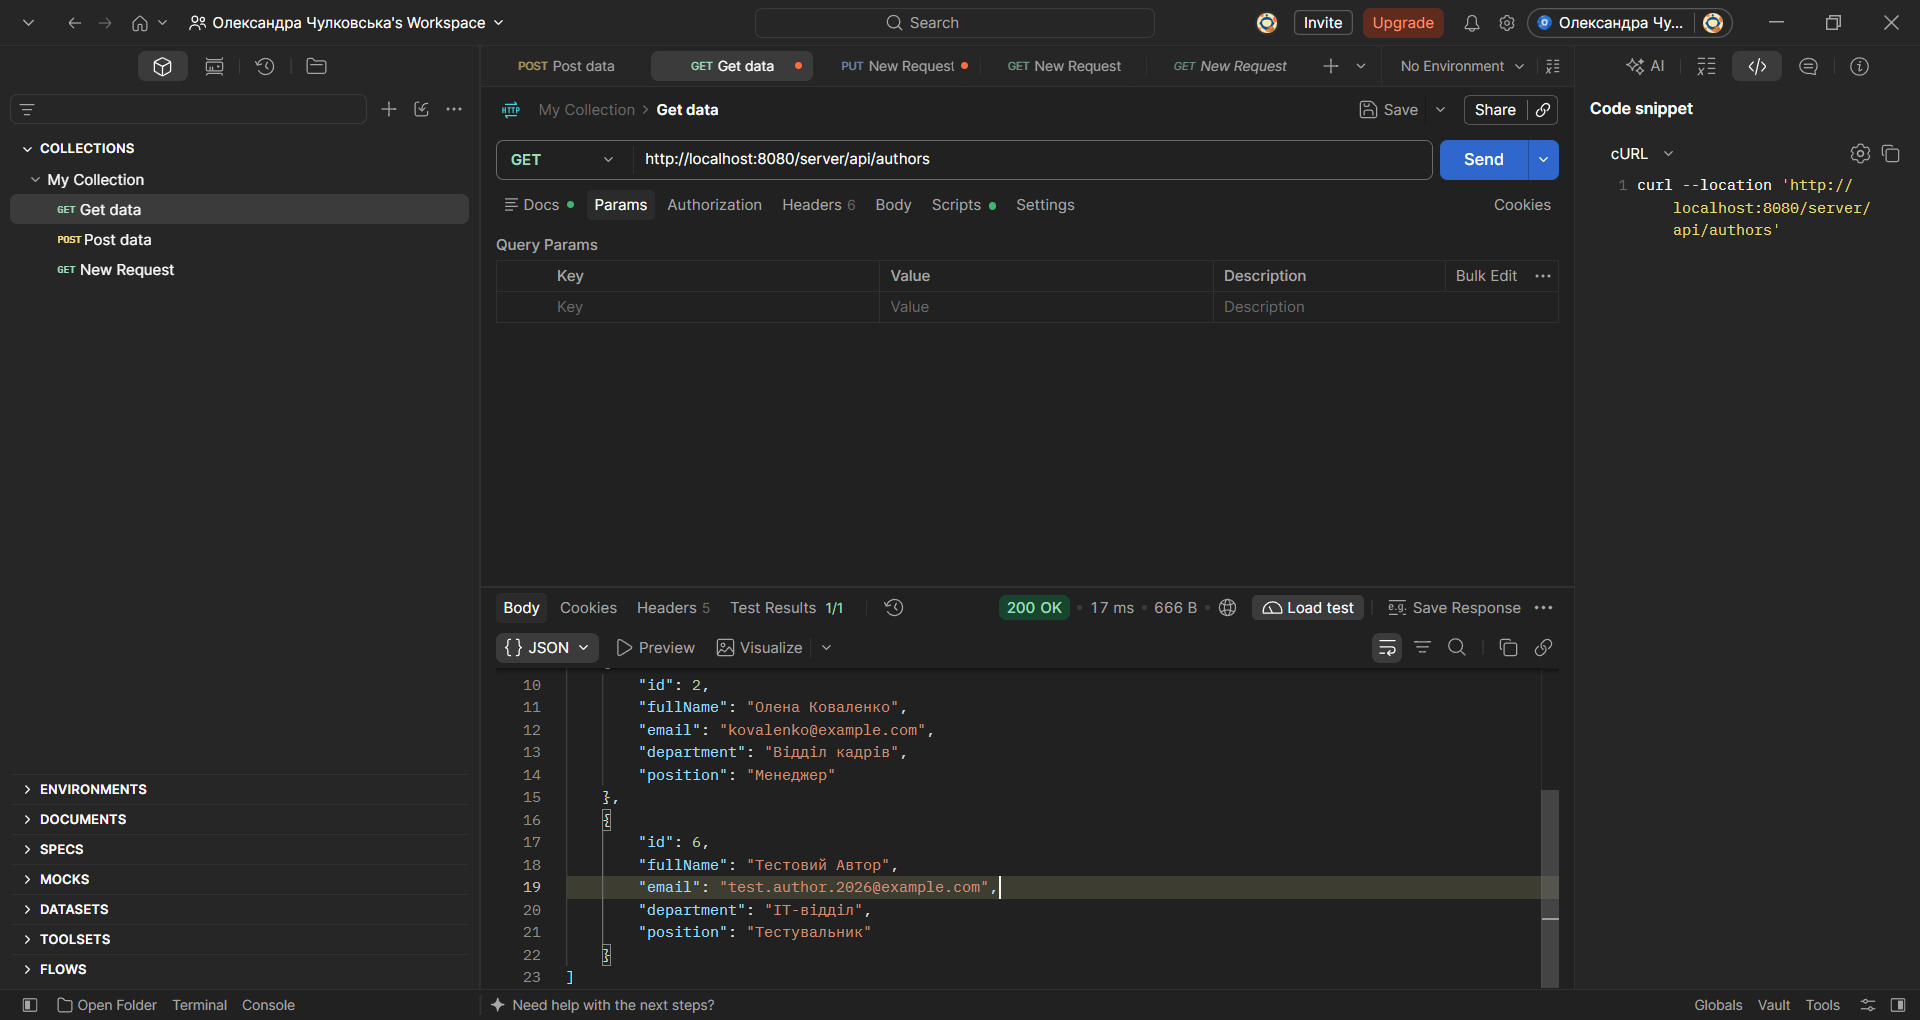 Олександра Чулковська's Workspace
Search
Invite
Upgrade
Олександра Чу...
POST Post data
GET Get data
PUT New Request
GET New Request
GET New Request
No Environment
AI
HTTP My Collection > Get data
Save
Share
Code snippet
COLLECTIONS
My Collection
GET Get data
POST Post data
GET New Request
GET
http://localhost:8080/server/api/authors
Send
cURL
1 curl --location 'http://
localhost:8080/server/
api/authors'
Docs
Params
Authorization
Headers 6
Body
Scripts
Settings
Cookies
Query Params
Key Value Description Bulk Edit
Key Value Description
Body
Cookies
Headers 5
Test Results 1/1
200 OK
17 ms
666 B
Load test
e.g. Save Response
{} JSON
Preview
Visualize
10 "id": 2,
11 "fullName": "Олена Коваленко",
12 "email": "kovalenko@example.com",
13 "department": "Відділ кадрів",
14 "position": "Менеджер"
15 },
16 {
17 "id": 6,
18 "fullName": "Тестовий Автор",
19 "email": "test.author.2026@example.com",
20 "department": "ІТ-відділ",
21 "position": "Тестувальник"
22 }
23 ]
ENVIRONMENTS
DOCUMENTS
SPECS
MOCKS
DATASETS
TOOLSETS
FLOWS
Open Folder
Terminal
Console
Need help with the next steps?
Globals
Vault
Tools